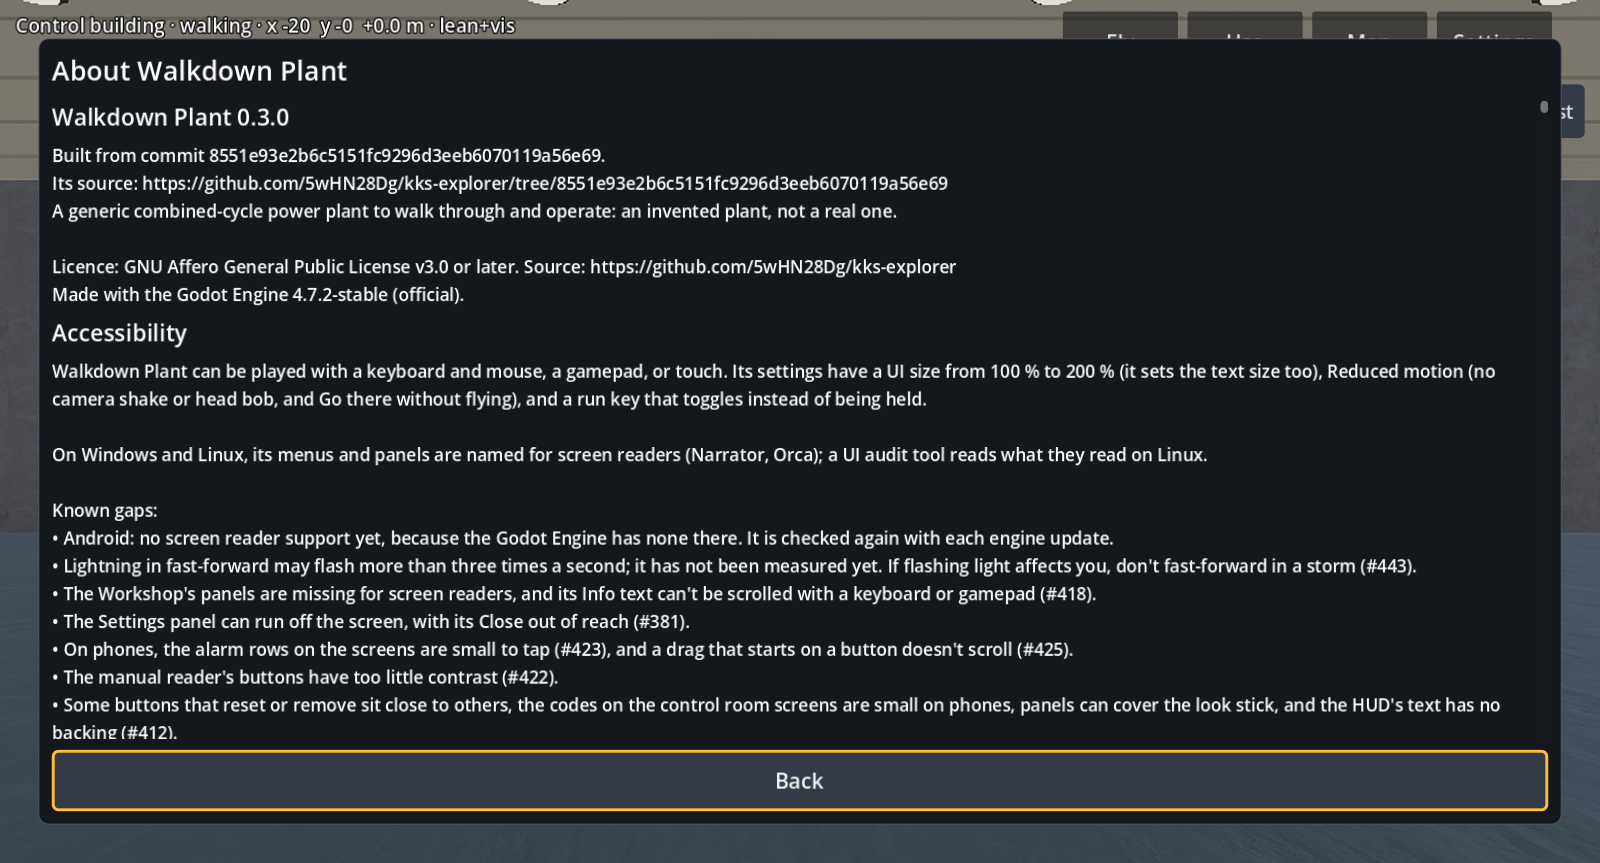 Control building · walking · x -20 y -0 +0.0 m · lean+vis
About Walkdown Plant
Walkdown Plant 0.3.0
Built from commit 8551e93e2b6c5151fc9296d3eeb6070119a56e69.
Its source: https://github.com/5wHN28Dg/kks-explorer/tree/8551e93e2b6c5151fc9296d3eeb6070119a56e69
A generic combined-cycle power plant to walk through and operate: an invented plant, not a real one.
Licence: GNU Affero General Public License v3.0 or later. Source: https://github.com/5wHN28Dg/kks-explorer
Made with the Godot Engine 4.7.2-stable (official).
Accessibility
Walkdown Plant can be played with a keyboard and mouse, a gamepad, or touch. Its settings have a UI size from 100 % to 200 % (it sets the text size too), Reduced motion (no
camera shake or head bob, and Go there without flying), and a run key that toggles instead of being held.
On Windows and Linux, its menus and panels are named for screen readers (Narrator, Orca); a UI audit tool reads what they read on Linux.
Known gaps:
• Android: no screen reader support yet, because the Godot Engine has none there. It is checked again with each engine update.
• Lightning in fast-forward may flash more than three times a second; it has not been measured yet. If flashing light affects you, don't fast-forward in a storm (#443).
• The Workshop's panels are missing for screen readers, and its Info text can't be scrolled with a keyboard or gamepad (#418).
• The Settings panel can run off the screen, with its Close out of reach (#381).
• On phones, the alarm rows on the screens are small to tap (#423), and a drag that starts on a button doesn't scroll (#425).
• The manual reader's buttons have too little contrast (#422).
• Some buttons that reset or remove sit close to others, the codes on the control room screens are small on phones, panels can cover the look stick, and the HUD's text has no
backing (#412).
Back